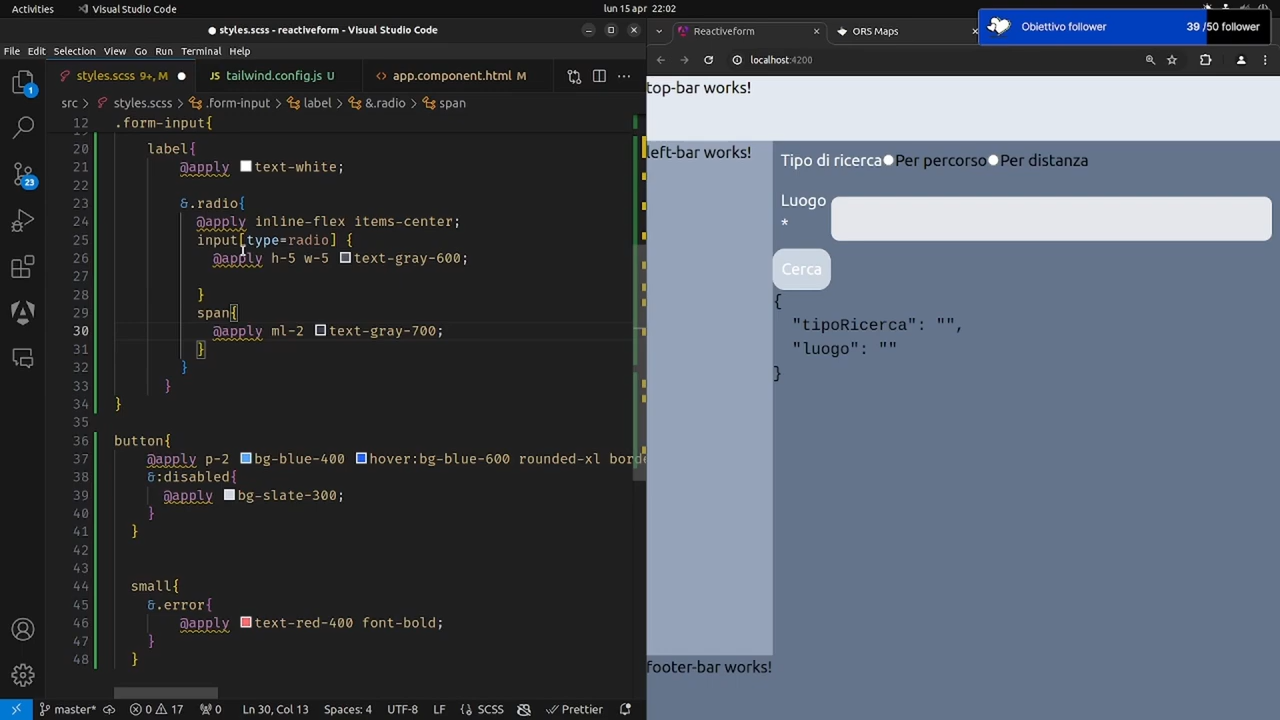 Activities
Visual Studio Code
lun 15 apr 22:02
styles.scss - reactiveform - Visual Studio Code
File Edit Selection View Go Run Terminal Help
styles.scss 9+, M
tailwind.config.js U
app.component.html M
src > styles.scss > .form-input > label > &.radio > span
12 .form-input{
20 label{
21 @apply text-white;
22
23 &.radio{
24 @apply inline-flex items-center;
25 input[type=radio] {
26 @apply h-5 w-5 text-gray-600;
27
28 }
29 span{
30 @apply ml-2 text-gray-700;
31 }
32 }
33 }
34 }
35
36 button{
37 @apply p-2 bg-blue-400 hover:bg-blue-600 rounded-xl borde
38 &:disabled{
39 @apply bg-slate-300;
40 }
41 }
42
43
44 small{
45 &.error{
46 @apply text-red-400 font-bold;
47 }
48 }
1
23
master* 0 17 0 Ln 30, Col 13 Spaces: 4 UTF-8 LF {} SCSS Prettier
Reactiveform
ORS Maps
Obiettivo follower 39 /50 follower
localhost:4200
top-bar works!
left-bar works!
Tipo di ricerca Per percorso Per distanza
Luogo
*
Cerca
{
"tipoRicerca": "",
"luogo": ""
}
footer-bar works!